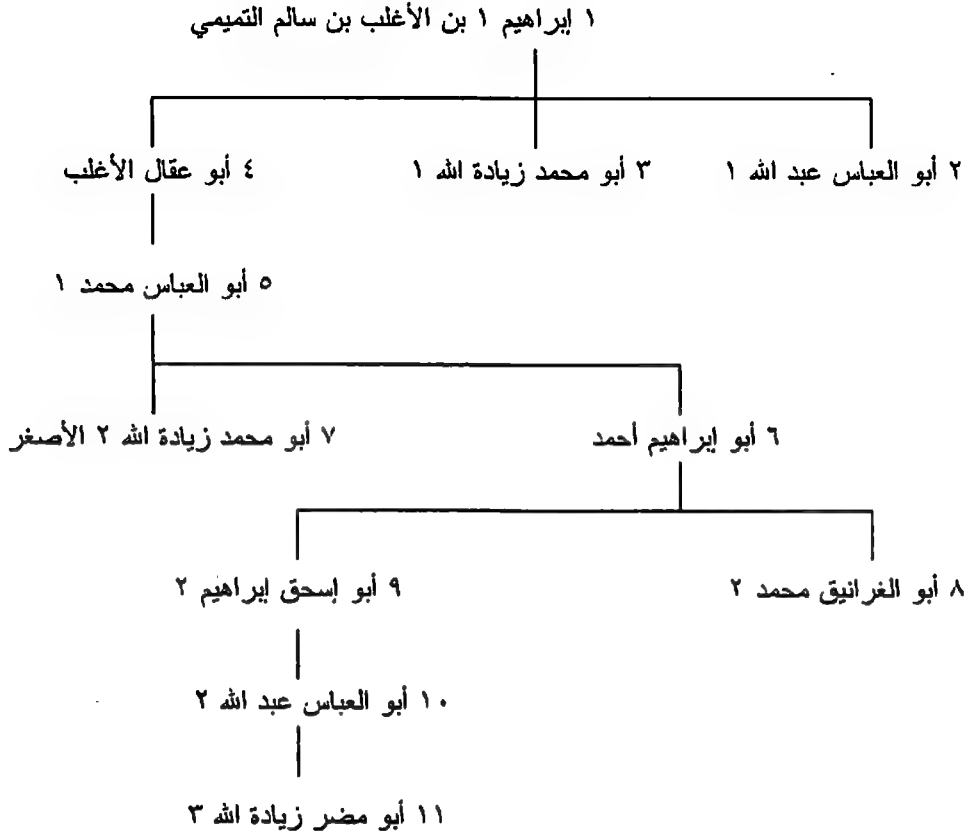 ١ إبراهيم ١ بن الأغلب بن سالم التميمي
٢ أبو العباس عبد الله ١
٣ أبو محمد زيادة الله ١
٤ أبو عقال الأغلب
٥ أبو العباس محمد ١
٦ أبو إبراهيم أحمد
٧ أبو محمد زيادة الله ٢ الأصغر
٨ أبو الغرانيق محمد ٢
٩ أبو إسحق إبراهيم ٢
١٠ أبو العباس عبد الله ٢
١١ أبو مضر زيادة الله ٣